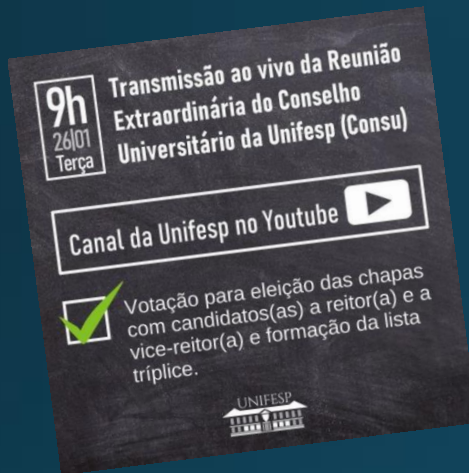 9h
26|01
Terça
Transmissão ao vivo da Reunião
Extraordinária do Conselho
Universitário da Unifesp (Consu)
Canal da Unifesp no Youtube
Votação para eleição das chapas
com candidatos(as) a reitor(a) e a
vice-reitor(a) e formação da lista
tríplice.
UNIFESP